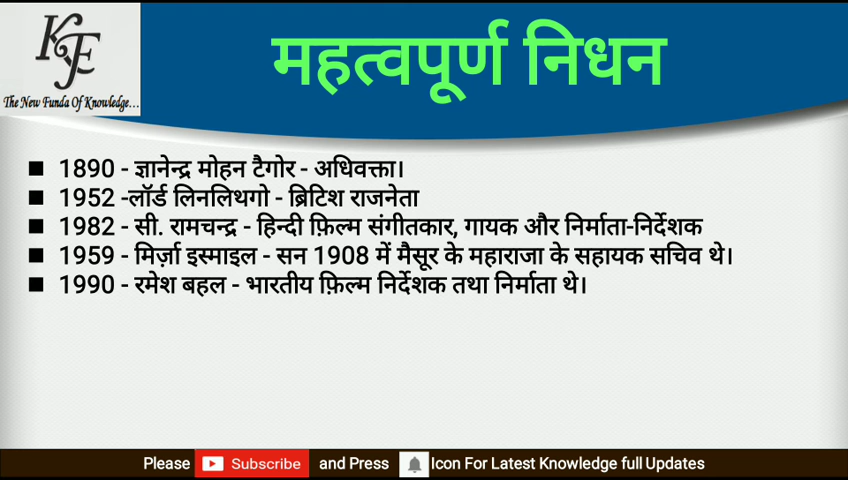 KF
The New Funda Of Knowledge...
महत्वपूर्ण निधन
1890 - ज्ञानेन्द्र मोहन टैगोर - अधिवक्ता।
1952 -लॉर्ड लिनलिथगो - ब्रिटिश राजनेता
1982 - सी. रामचन्द्र - हिन्दी फ़िल्म संगीतकार, गायक और निर्माता-निर्देशक
1959 - मिर्ज़ा इस्माइल - सन 1908 में मैसूर के महाराजा के सहायक सचिव थे।
1990 - रमेश बहल - भारतीय फ़िल्म निर्देशक तथा निर्माता थे।
Please Subscribe and Press Icon For Latest Knowledge full Updates